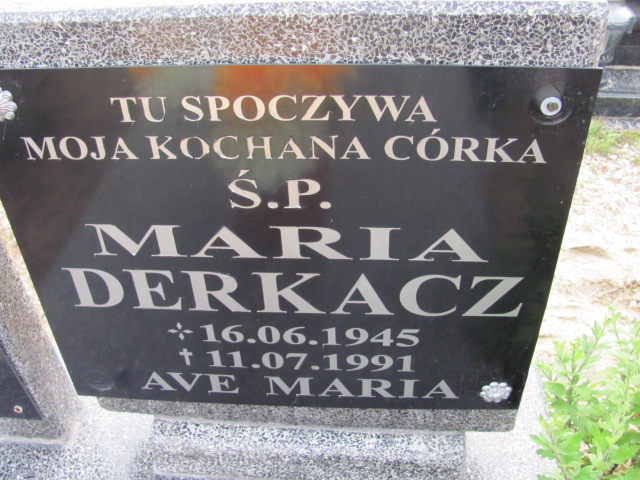 TU SPOCZYWA
MOJA KOCHANA CÓRKA
Ś.P.
MARIA
DERKACZ
16.06.1945
† 11.07.1991
AVE MARIA